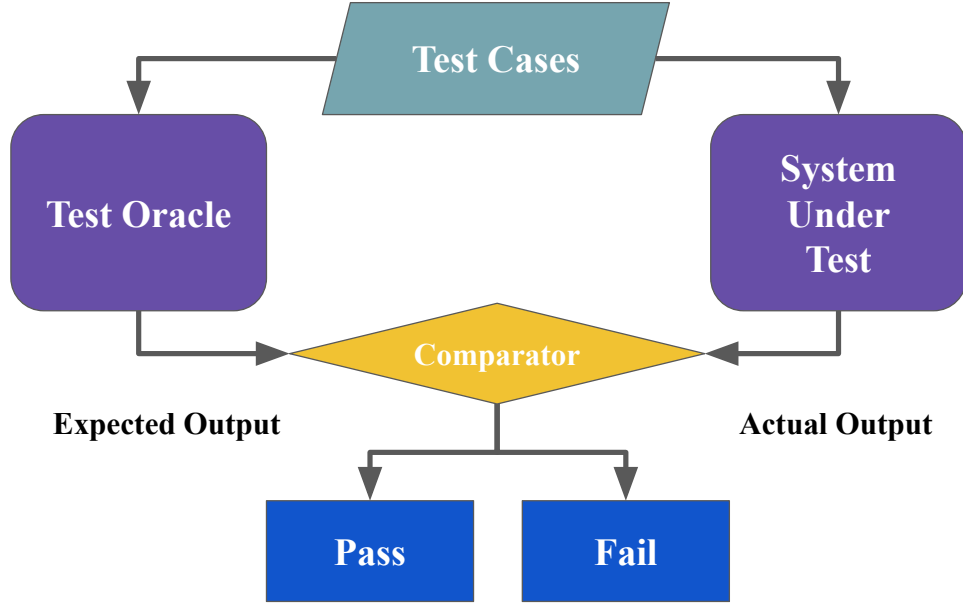 Test Cases
Test Oracle
System
Under
Test
Comparator
Expected Output
Actual Output
Pass
Fail